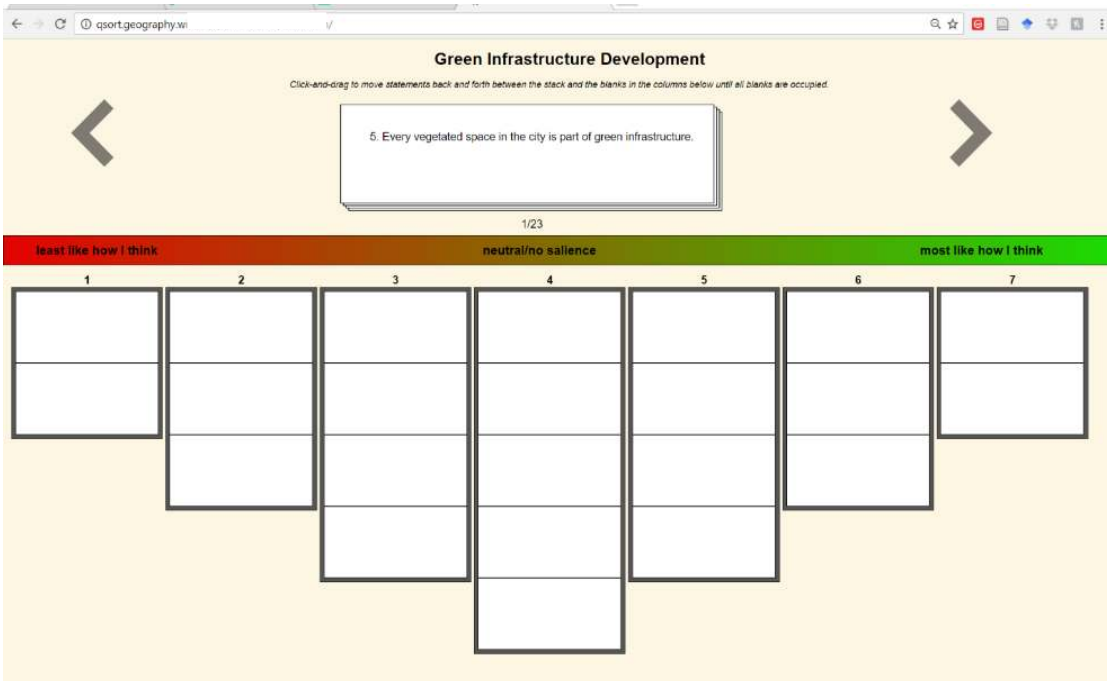 qsort.geography.wi
Green Infrastructure Development
Click-and-drag to move statements back and forth between the stack and the blanks in the columns below until all blanks are occupied.
5. Every vegetated space in the city is part of green infrastructure.
1/23
least like how I think neutral/no salience most like how I think
1 2 3 4 5 6 7